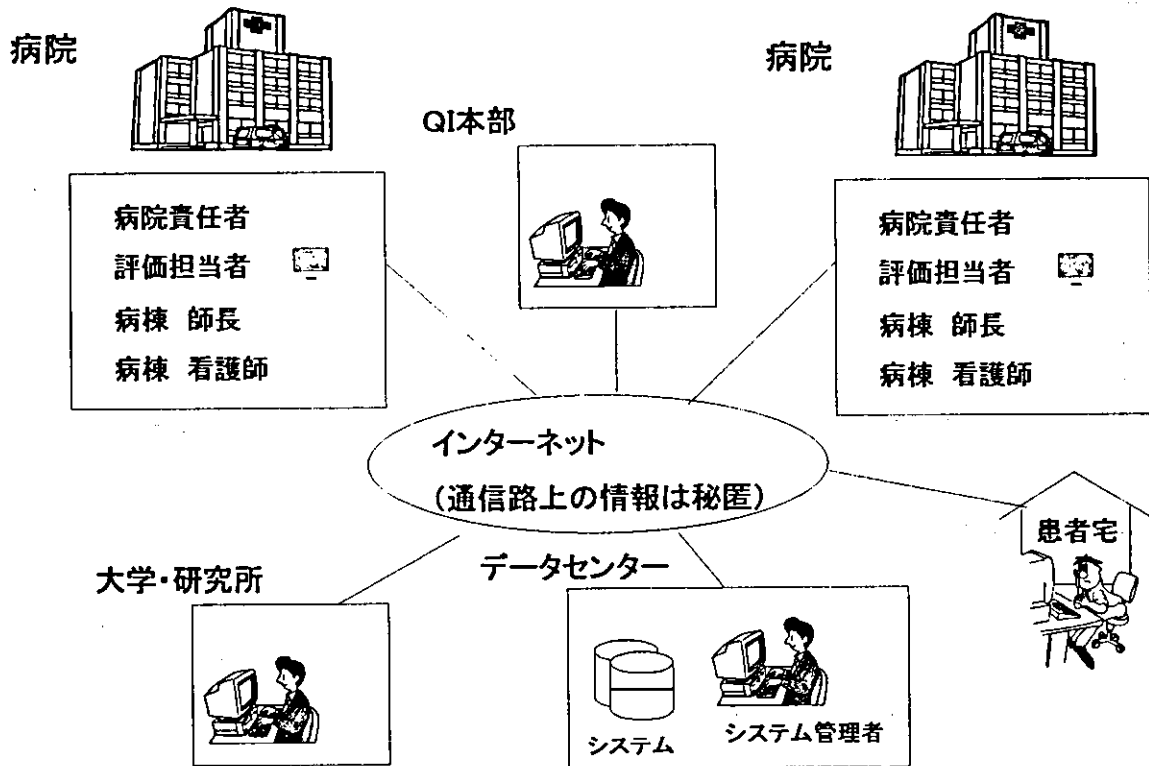 病院
病院
QI本部
病院責任者
評価担当者
病棟 師長
病棟 看護師
病院責任者
評価担当者
病棟 師長
病棟 看護師
インターネット
(通信路上の情報は秘匿)
患者宅
大学・研究所
データセンター
システム
システム管理者